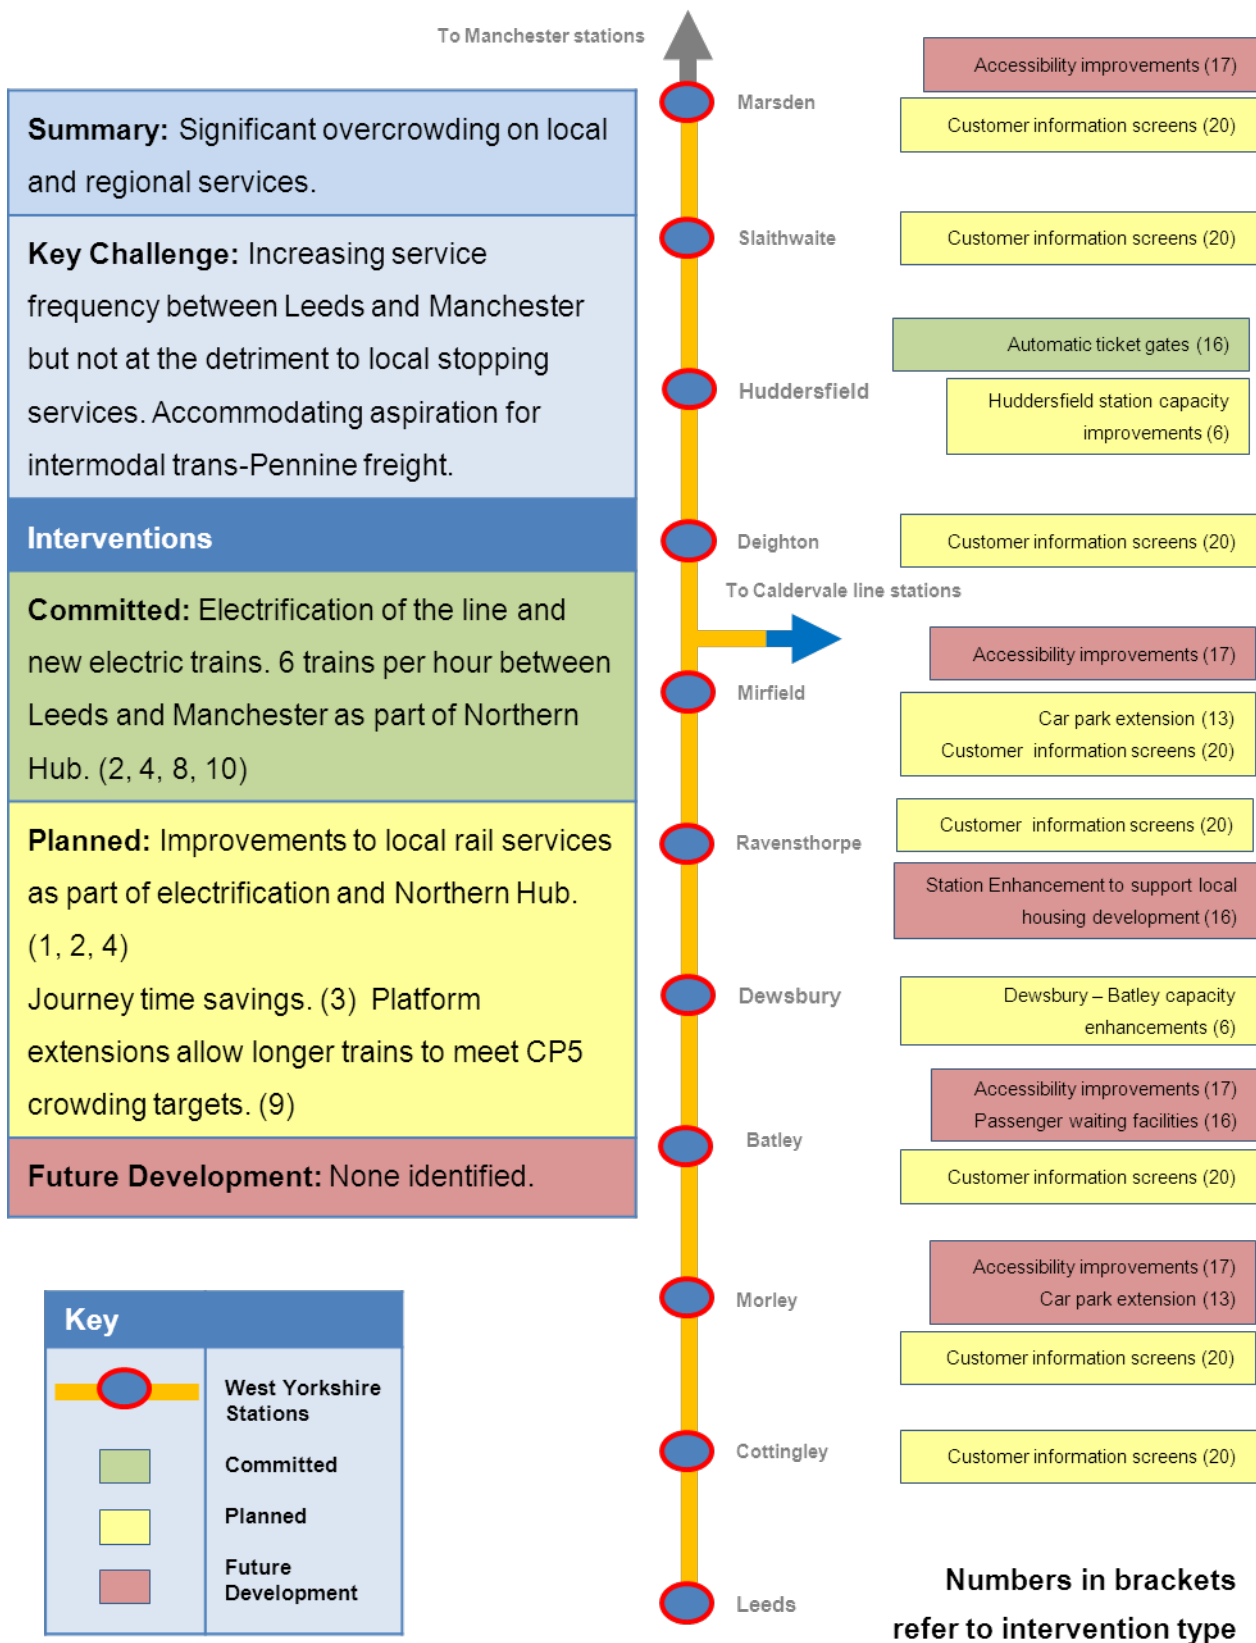 To Manchester stations
Summary: Significant overcrowding on local
and regional services.
Key Challenge: Increasing service
frequency between Leeds and Manchester
but not at the detriment to local stopping
services. Accommodating aspiration for
intermodal trans-Pennine freight.
Interventions
Committed: Electrification of the line and
new electric trains. 6 trains per hour between
Leeds and Manchester as part of Northern
Hub. (2, 4, 8, 10)
Planned: Improvements to local rail services
as part of electrification and Northern Hub.
(1, 2, 4)
Journey time savings. (3) Platform
extensions allow longer trains to meet CP5
crowding targets. (9)
Future Development: None identified.
Key
West Yorkshire
Stations
Committed
Planned
Future
Development
Marsden
Accessibility improvements (17)
Customer information screens (20)
Slaithwaite
Customer information screens (20)
Huddersfield
Automatic ticket gates (16)
Huddersfield station capacity
improvements (6)
Deighton
Customer information screens (20)
To Caldervale line stations
Mirfield
Accessibility improvements (17)
Car park extension (13)
Customer information screens (20)
Ravensthorpe
Customer information screens (20)
Station Enhancement to support local
housing development (16)
Dewsbury
Dewsbury – Batley capacity
enhancements (6)
Batley
Accessibility improvements (17)
Passenger waiting facilities (16)
Customer information screens (20)
Morley
Accessibility improvements (17)
Car park extension (13)
Customer information screens (20)
Cottingley
Customer information screens (20)
Leeds
Numbers in brackets
refer to intervention type